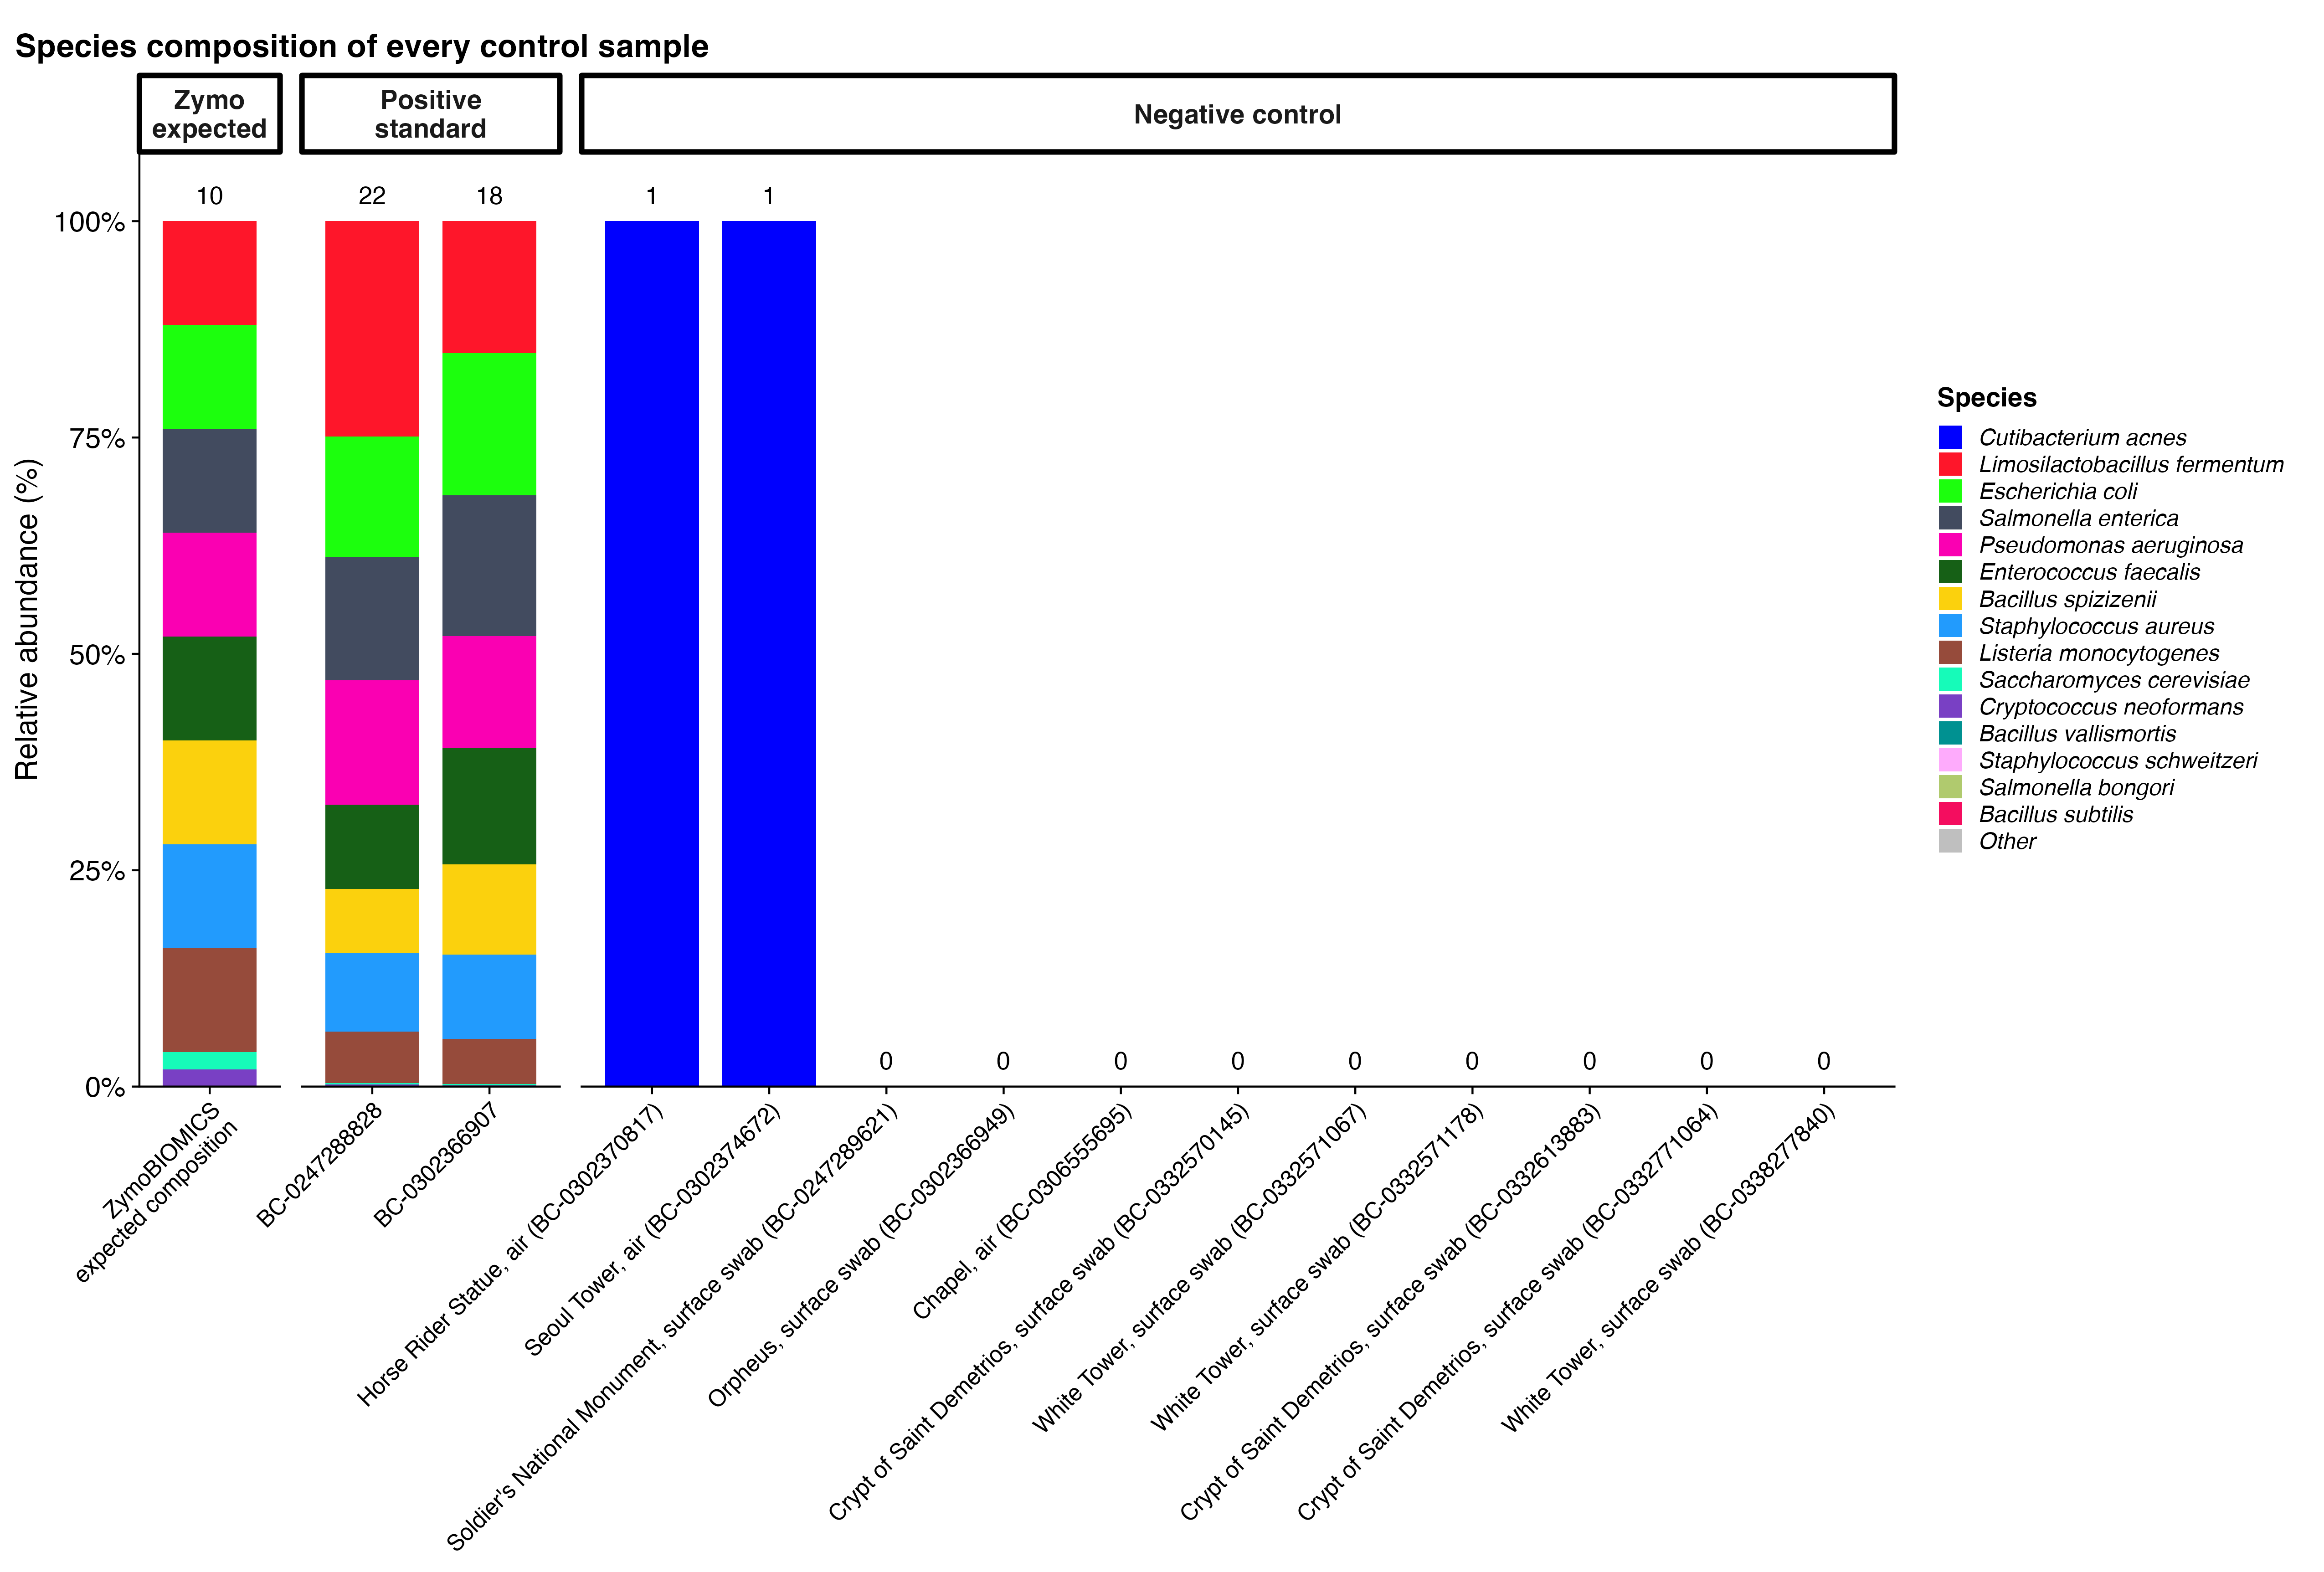 Species composition of every control sample
Zymo
expected
Positive
standard
Negative control
10
22
18
1
1
100%
75%
50%
25%
0%
Relative abundance (%)
0
0
0
0
0
0
0
0
0
ZymoBIOMICS
expected composition
BC-0247288828
BC-0302366907
Horse Rider Statue, air (BC-0302370817)
Seoul Tower, air (BC-0302374672)
Soldier's National Monument, surface swab (BC-0247289621)
Orpheus, surface swab (BC-0302366949)
Chapel, air (BC-0306555695)
Crypt of Saint Demetrios, surface swab (BC-0332570145)
White Tower, surface swab (BC-0332571067)
White Tower, surface swab (BC-0332571178)
Crypt of Saint Demetrios, surface swab (BC-0332613883)
Crypt of Saint Demetrios, surface swab (BC-0332771064)
White Tower, surface swab (BC-0338277840)
Species
Cutibacterium acnes
Limosilactobacillus fermentum
Escherichia coli
Salmonella enterica
Pseudomonas aeruginosa
Enterococcus faecalis
Bacillus spizizenii
Staphylococcus aureus
Listeria monocytogenes
Saccharomyces cerevisiae
Cryptococcus neoformans
Bacillus vallismortis
Staphylococcus schweitzeri
Salmonella bongori
Bacillus subtilis
Other